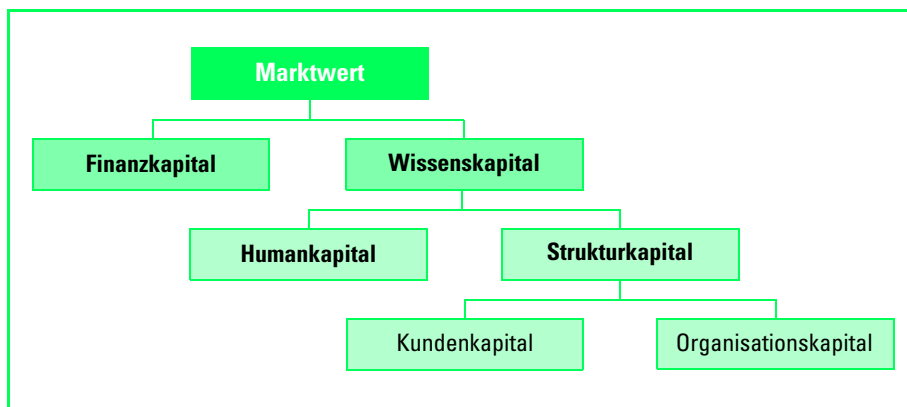 Marktwert
Finanzkapital
Wissenskapital
Humankapital
Strukturkapital
Kundenkapital
Organisationskapital